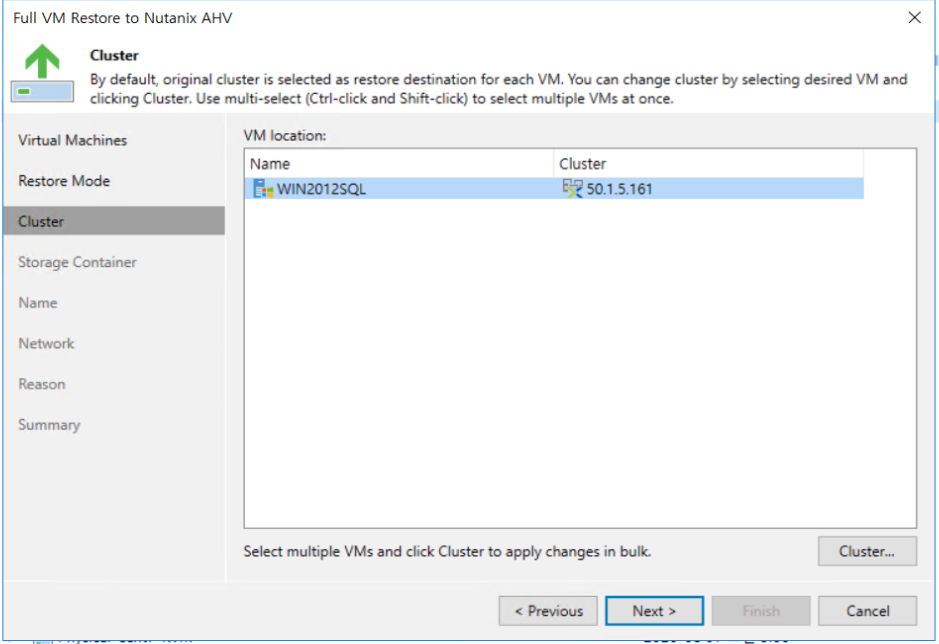 Full VM Restore to Nutanix AHV
Cluster
By default, original cluster is selected as restore destination for each VM. You can change cluster by selecting desired VM and
clicking Cluster. Use multi-select (Ctrl-click and Shift-click) to select multiple VMs at once.
Virtual Machines
Restore Mode
Cluster
Storage Container
Name
Network
Reason
Summary
VM location:
Name Cluster
WIN2012SQL 50.1.5.161
Select multiple VMs and click Cluster to apply changes in bulk.
Cluster...
< Previous Next > Finish Cancel